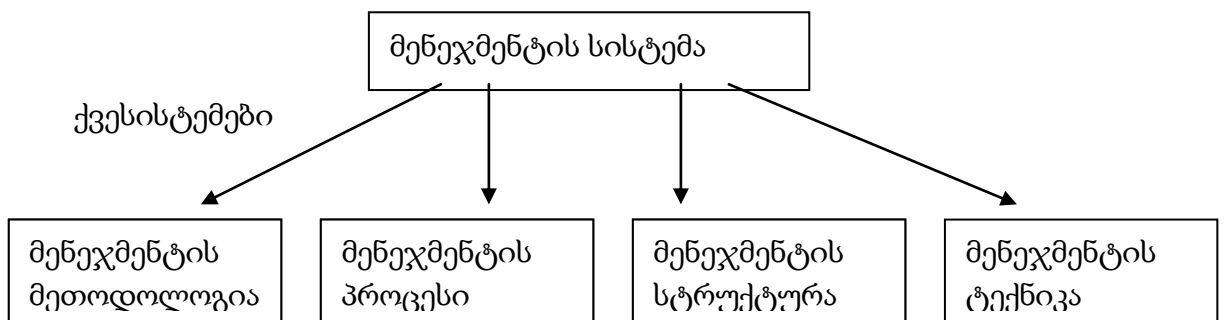 მენეჯმენტის სისტემა
ქვესისტემები
მენეჯმენტის
მეთოდოლოგია
მენეჯმენტის
პროცესი
მენეჯმენტის
სტრუქტურა
მენეჯმენტის
ტექნიკა